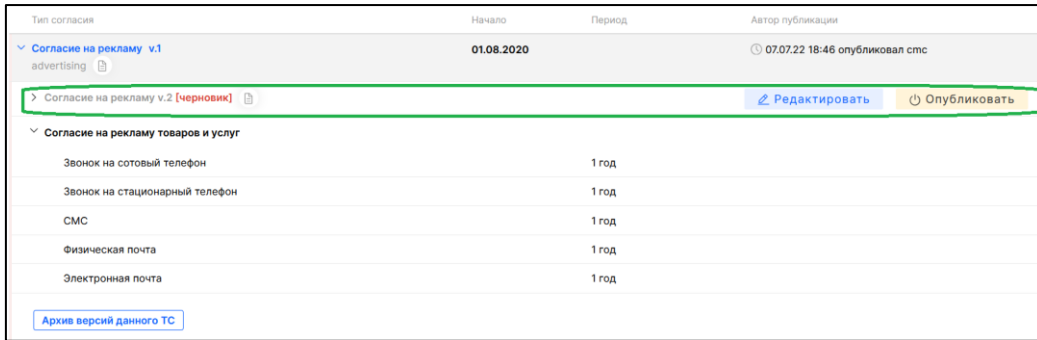 Тип согласия Начало Период Автор публикации
Согласие на рекламу v.1 01.08.2020 07.07.22 18:46 опубликовал cmc
advertising
Согласие на рекламу v.2 [черновик] Редактировать Опубликовать
Согласие на рекламу товаров и услуг
Звонок на сотовый телефон 1 год
Звонок на стационарный телефон 1 год
СМС 1 год
Физическая почта 1 год
Электронная почта 1 год
Архив версий данного ТС